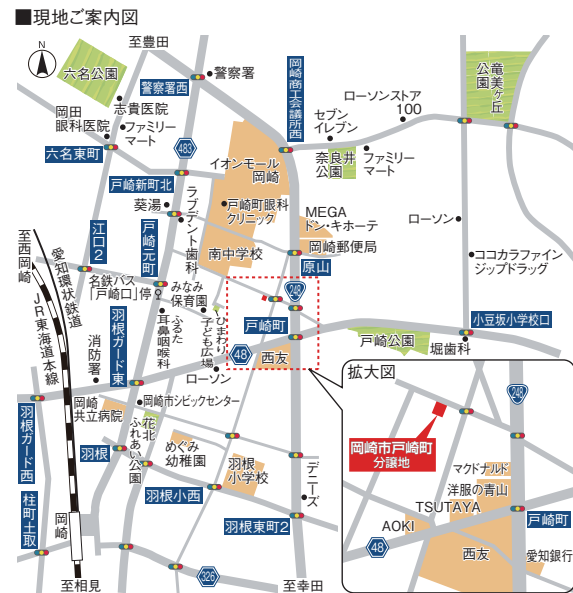 ■現地ご案内図
N
至豊田
六名公園
志貴医院
岡田
眼科医院
ファミリー
マート
六名東町
警察署西
警察署
483
岡崎商工会議所西
セブン
イレブン
ローソンストア
100
竜美ヶ丘
公園
イオンモール
岡崎
奈良井
公園
ファミリー
マート
戸崎新町北
葵湯
戸崎町眼科
クリニック
ラブデント歯科
MEGA
ドン・キホーテ
岡崎郵便局
ローソン
ココカラファイン
ジップドラッグ
江口2
戸崎元町
南中学校
原山
248
至西岡崎
愛知環状鉄道
JR東海道本線
名鉄バス
「戸崎口」停
みなみ
保育園
ひまわり
子ども広場
ふるた
耳鼻咽喉科
戸崎町
48
西友
戸崎公園
小豆坂小学校口
堀歯科
消防署
羽根ガード東
ローソン
岡崎市シビックセンター
岡崎
共立病院
花北
ふれあい公園
羽根ガード西
羽根
めぐみ
幼稚園
羽根
小学校
デニーズ
羽根小西
羽根東町2
柱町土取
岡崎
326
至相見
至幸田
拡大図
248
岡崎市戸崎町
分譲地
マクドナルド
洋服の青山
TSUTAYA
AOKI
戸崎町
48
西友
愛知銀行